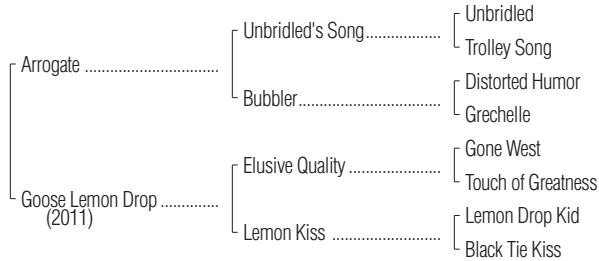 Unbridled
Unbridled's Song..................
Trolley Song
Arrogate ................................
Distorted Humor
Bubbler..................................
Grechelle
Gone West
Elusive Quality ......................
Touch of Greatness
Goose Lemon Drop ..............
(2011)
Lemon Drop Kid
Lemon Kiss ..........................
Black Tie Kiss